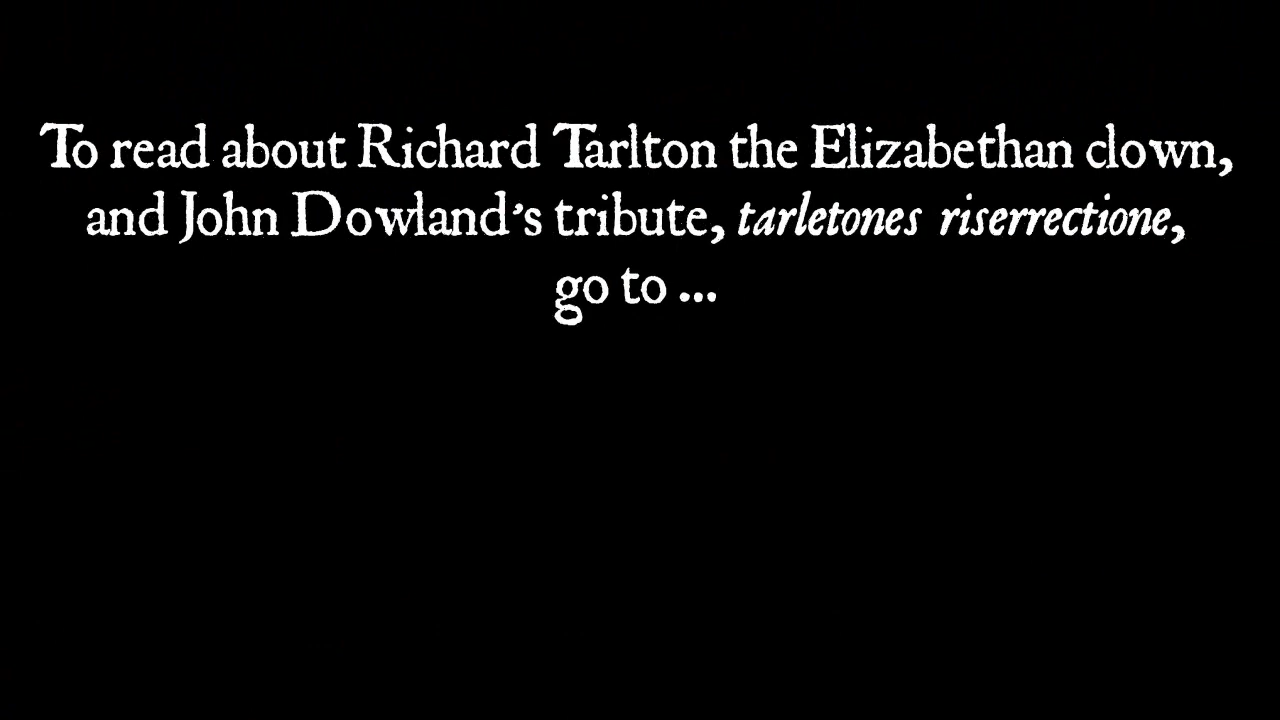 To read about Richard Tarlton the Elizabethan clown,
and John Dowland's tribute, tarletones riserrectione,
go to ...